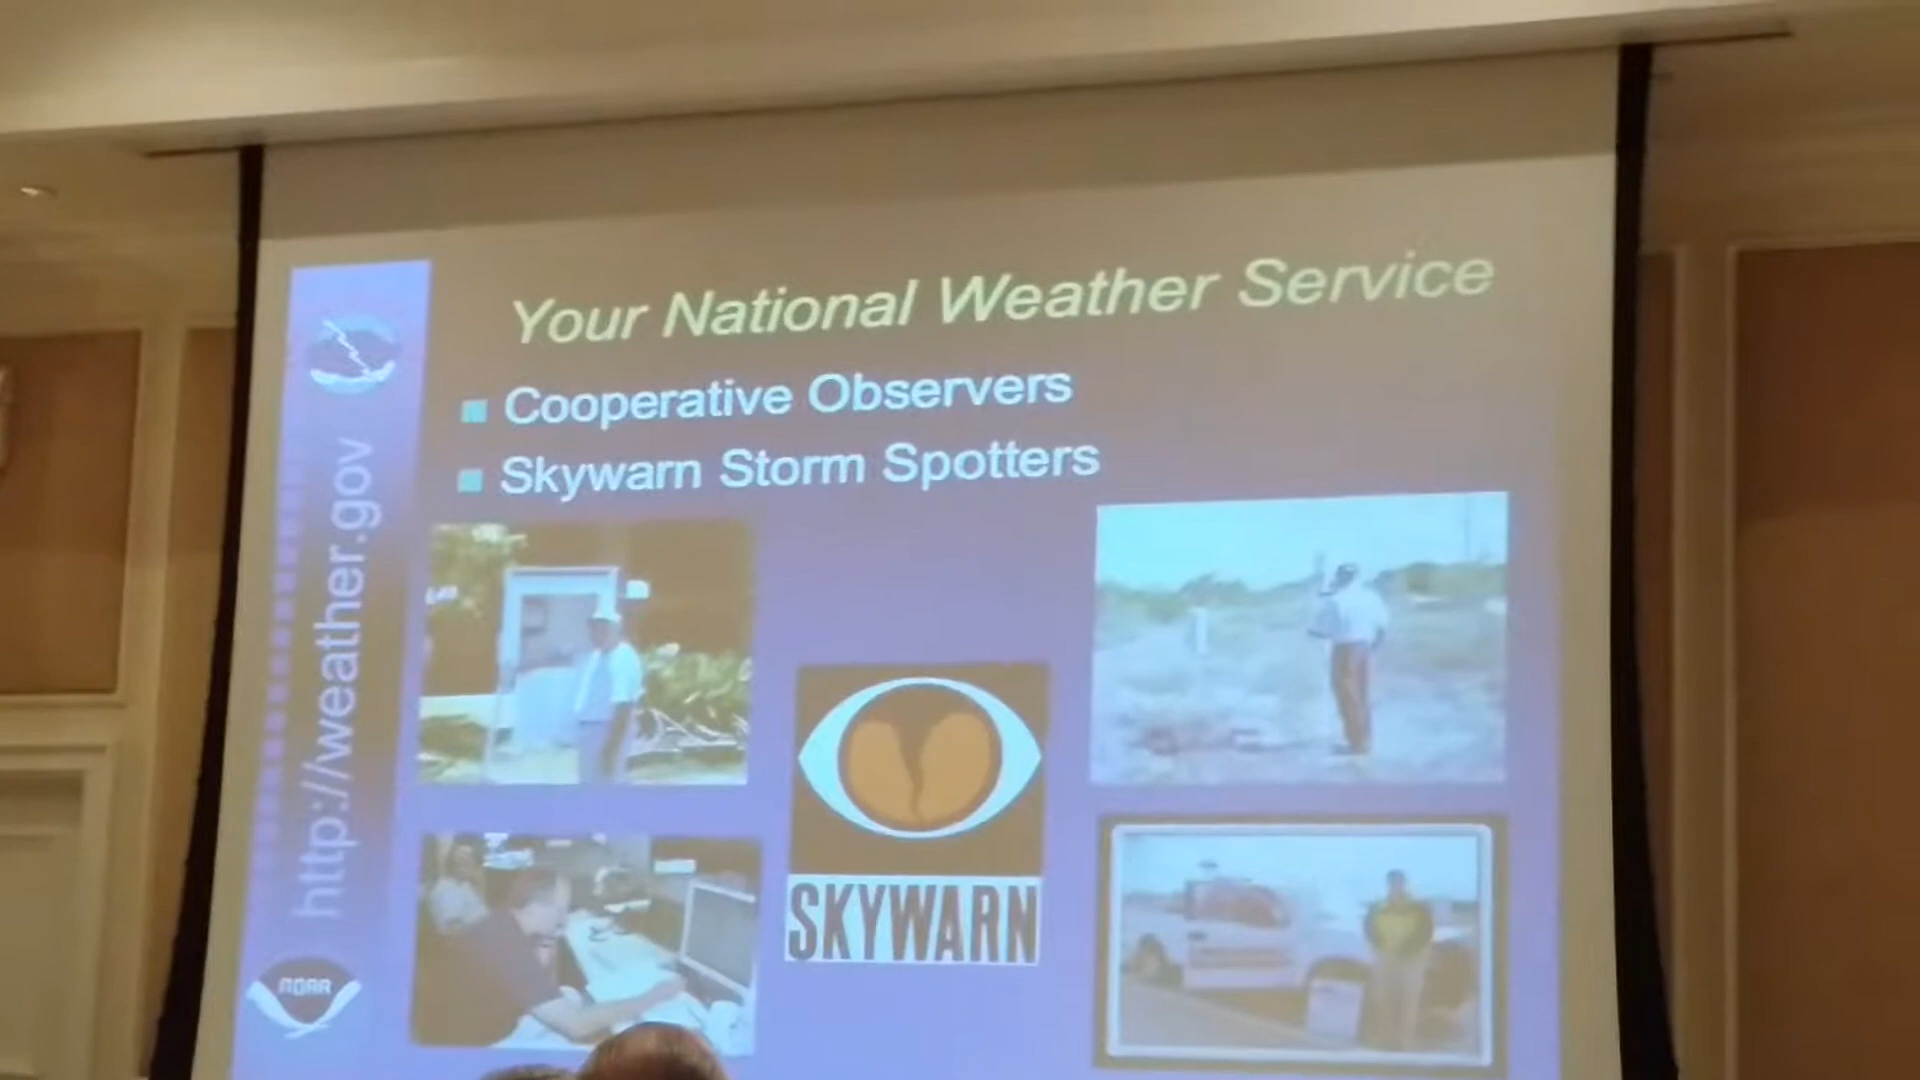 Your National Weather Service
Cooperative Observers
Skywarn Storm Spotters
http://weather.gov
SKYWARN
NOAA